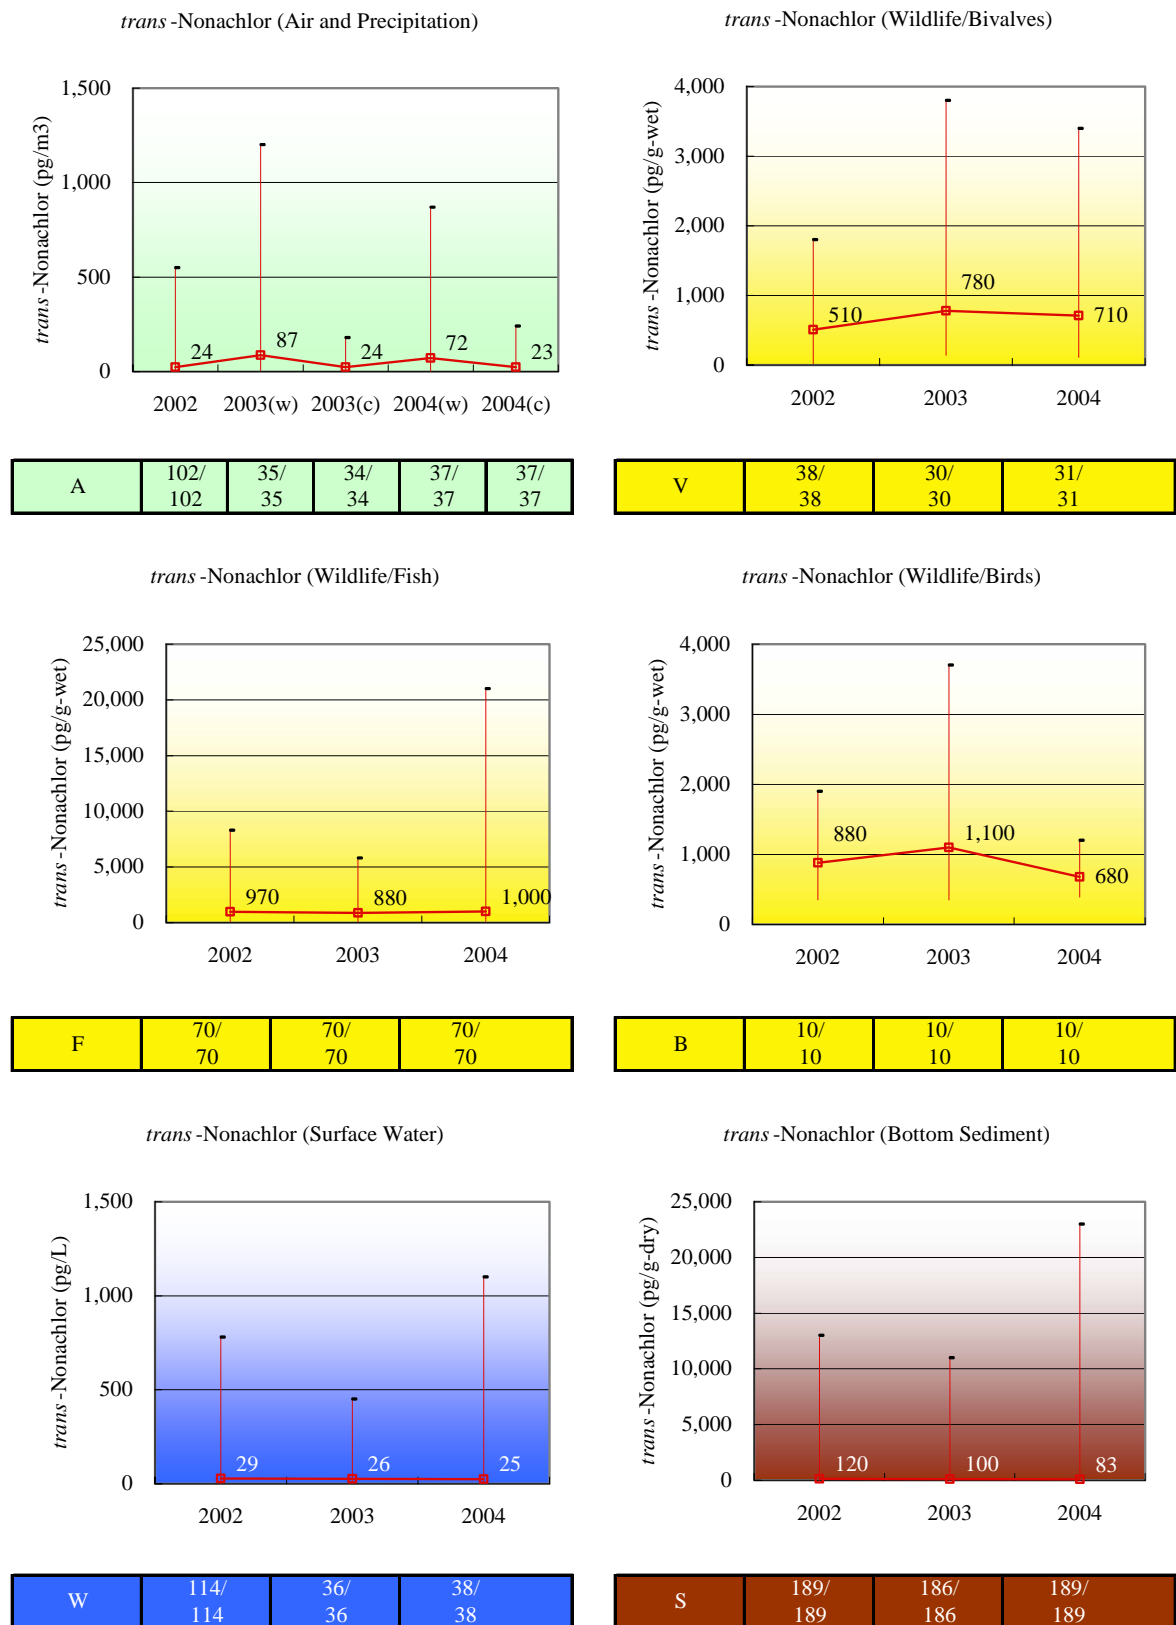 trans -Nonachlor (Air and Precipitation)
trans -Nonachlor (pg/m3)
1,500
1,000
500
0
24
87
24
72
23
2002 2003(w) 2003(c) 2004(w) 2004(c)
A 102/ 35/ 34/ 37/ 37/
102 35 34 37 37
trans -Nonachlor (Wildlife/Bivalves)
trans -Nonachlor (pg/g-wet)
4,000
3,000
2,000
1,000
0
510
780
710
2002 2003 2004
V 38/ 30/ 31/
38 30 31
trans -Nonachlor (Wildlife/Fish)
trans -Nonachlor (pg/g-wet)
25,000
20,000
15,000
10,000
5,000
0
970
880
1,000
2002 2003 2004
F 70/ 70/ 70/
70 70 70
trans -Nonachlor (Wildlife/Birds)
trans -Nonachlor (pg/g-wet)
4,000
3,000
2,000
1,000
0
880
1,100
680
2002 2003 2004
B 10/ 10/ 10/
10 10 10
trans -Nonachlor (Surface Water)
trans -Nonachlor (pg/L)
1,500
1,000
500
0
29
26
25
2002 2003 2004
W 114/ 36/ 38/
114 36 38
trans -Nonachlor (Bottom Sediment)
trans -Nonachlor (pg/g-dry)
25,000
20,000
15,000
10,000
5,000
0
120
100
83
2002 2003 2004
S 189/ 186/ 189/
189 186 189